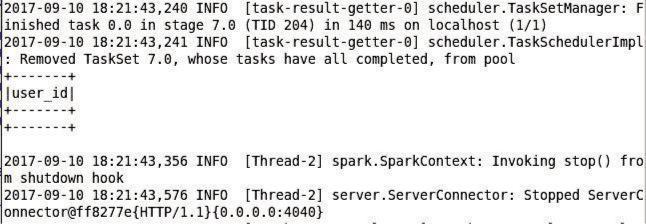 2017-09-10 18:21:43,240 INFO  [task-result-getter-0] scheduler.TaskSetManager: F
inished task 0.0 in stage 7.0 (TID 204) in 140 ms on localhost (1/1)
2017-09-10 18:21:43,241 INFO  [task-result-getter-0] scheduler.TaskSchedulerImpl
: Removed TaskSet 7.0, whose tasks have all completed, from pool
+-------+
|user_id|
+-------+
+-------+

2017-09-10 18:21:43,356 INFO  [Thread-2] spark.SparkContext: Invoking stop() fro
m shutdown hook
2017-09-10 18:21:43,576 INFO  [Thread-2] server.ServerConnector: Stopped ServerC
onnector@ff8277e{HTTP/1.1}{0.0.0.0:4040}